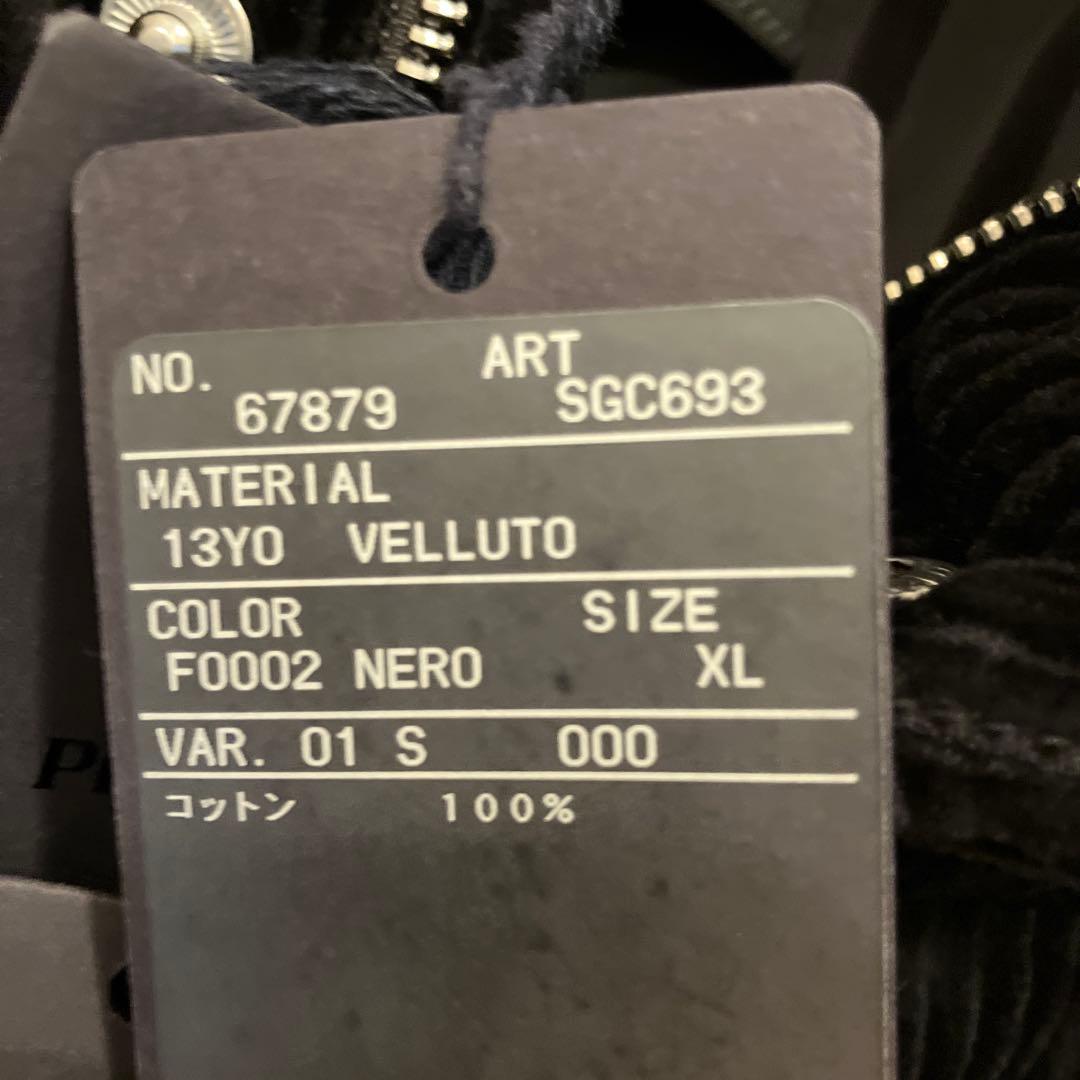 NO. ART
67879 SGC693
MATERIAL
13Y0 VELLUTO
COLOR SIZE
F0002 NERO XL
VAR. 01 S 000
コットン 100%